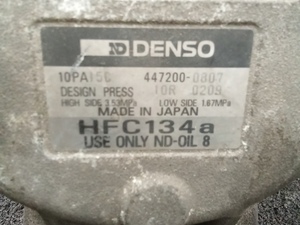 ND DENSO
10PA15C 447200-0807
DESIGN PRESS 10R 0209
HIGH SIDE 3.53MPa LOW SIDE 1.67MPa
MADE IN JAPAN
HFC134a
USE ONLY ND-OIL 8